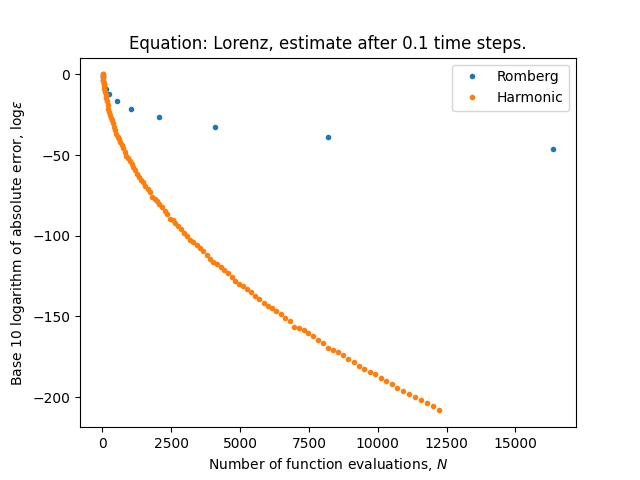 Equation: Lorenz, estimate after 0.1 time steps.
Romberg
Harmonic
Base 10 logarithm of absolute error, logε
0
−50
−100
−150
−200
0 2500 5000 7500 10000 12500 15000
Number of function evaluations, N